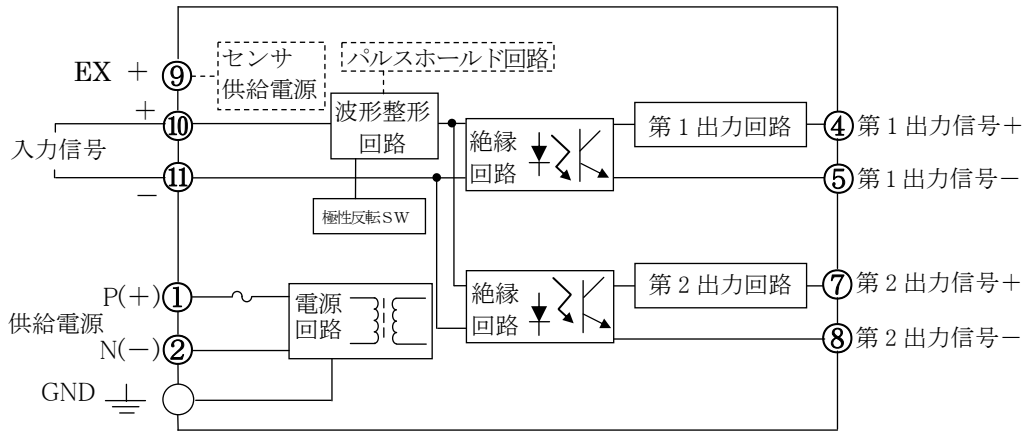 EX +
⑨
センサ
供給電源
パルスホールド回路
+
⑩
入力信号
⑪
−
波形整形
回路
極性反転SW
絶縁
回路
第1出力回路
④
第1出力信号+
⑤
第1出力信号−
P(+)
①
供給電源
N(−)
②
GND
電源
回路
絶縁
回路
第2出力回路
⑦
第2出力信号+
⑧
第2出力信号−